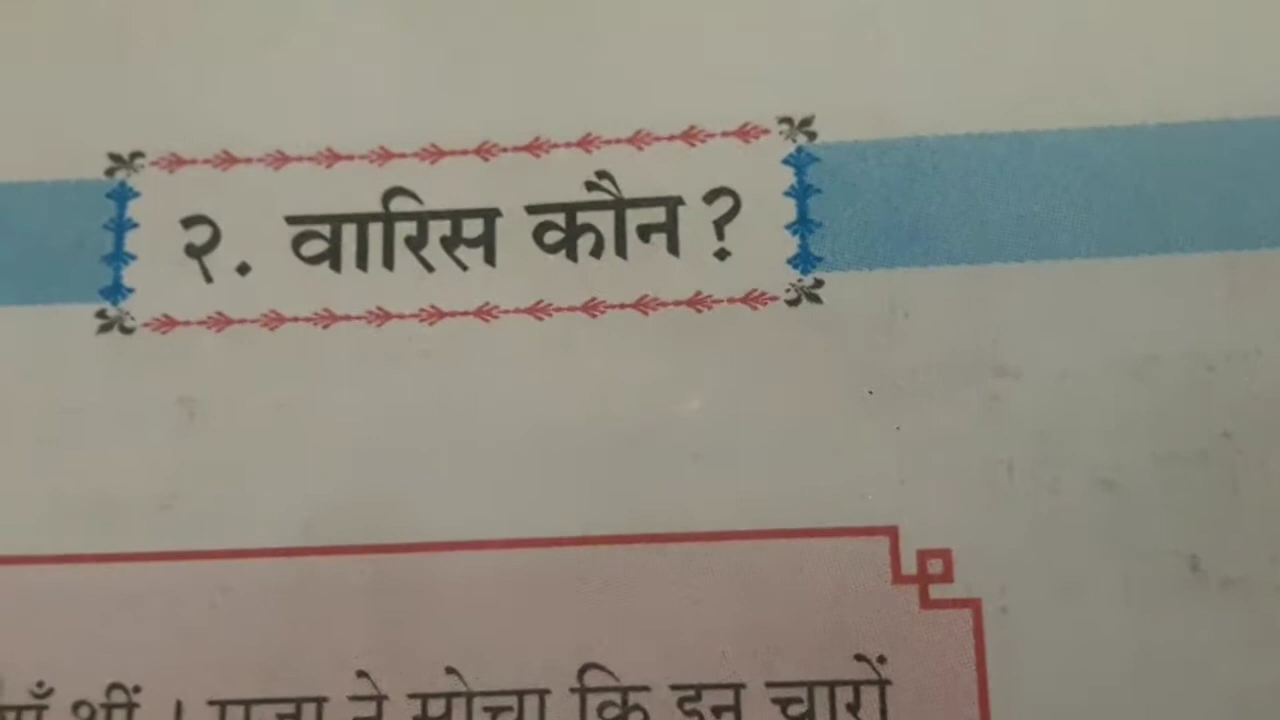 २. वारिस कौन?
थीं । राजा ने सोचा कि इन चारों